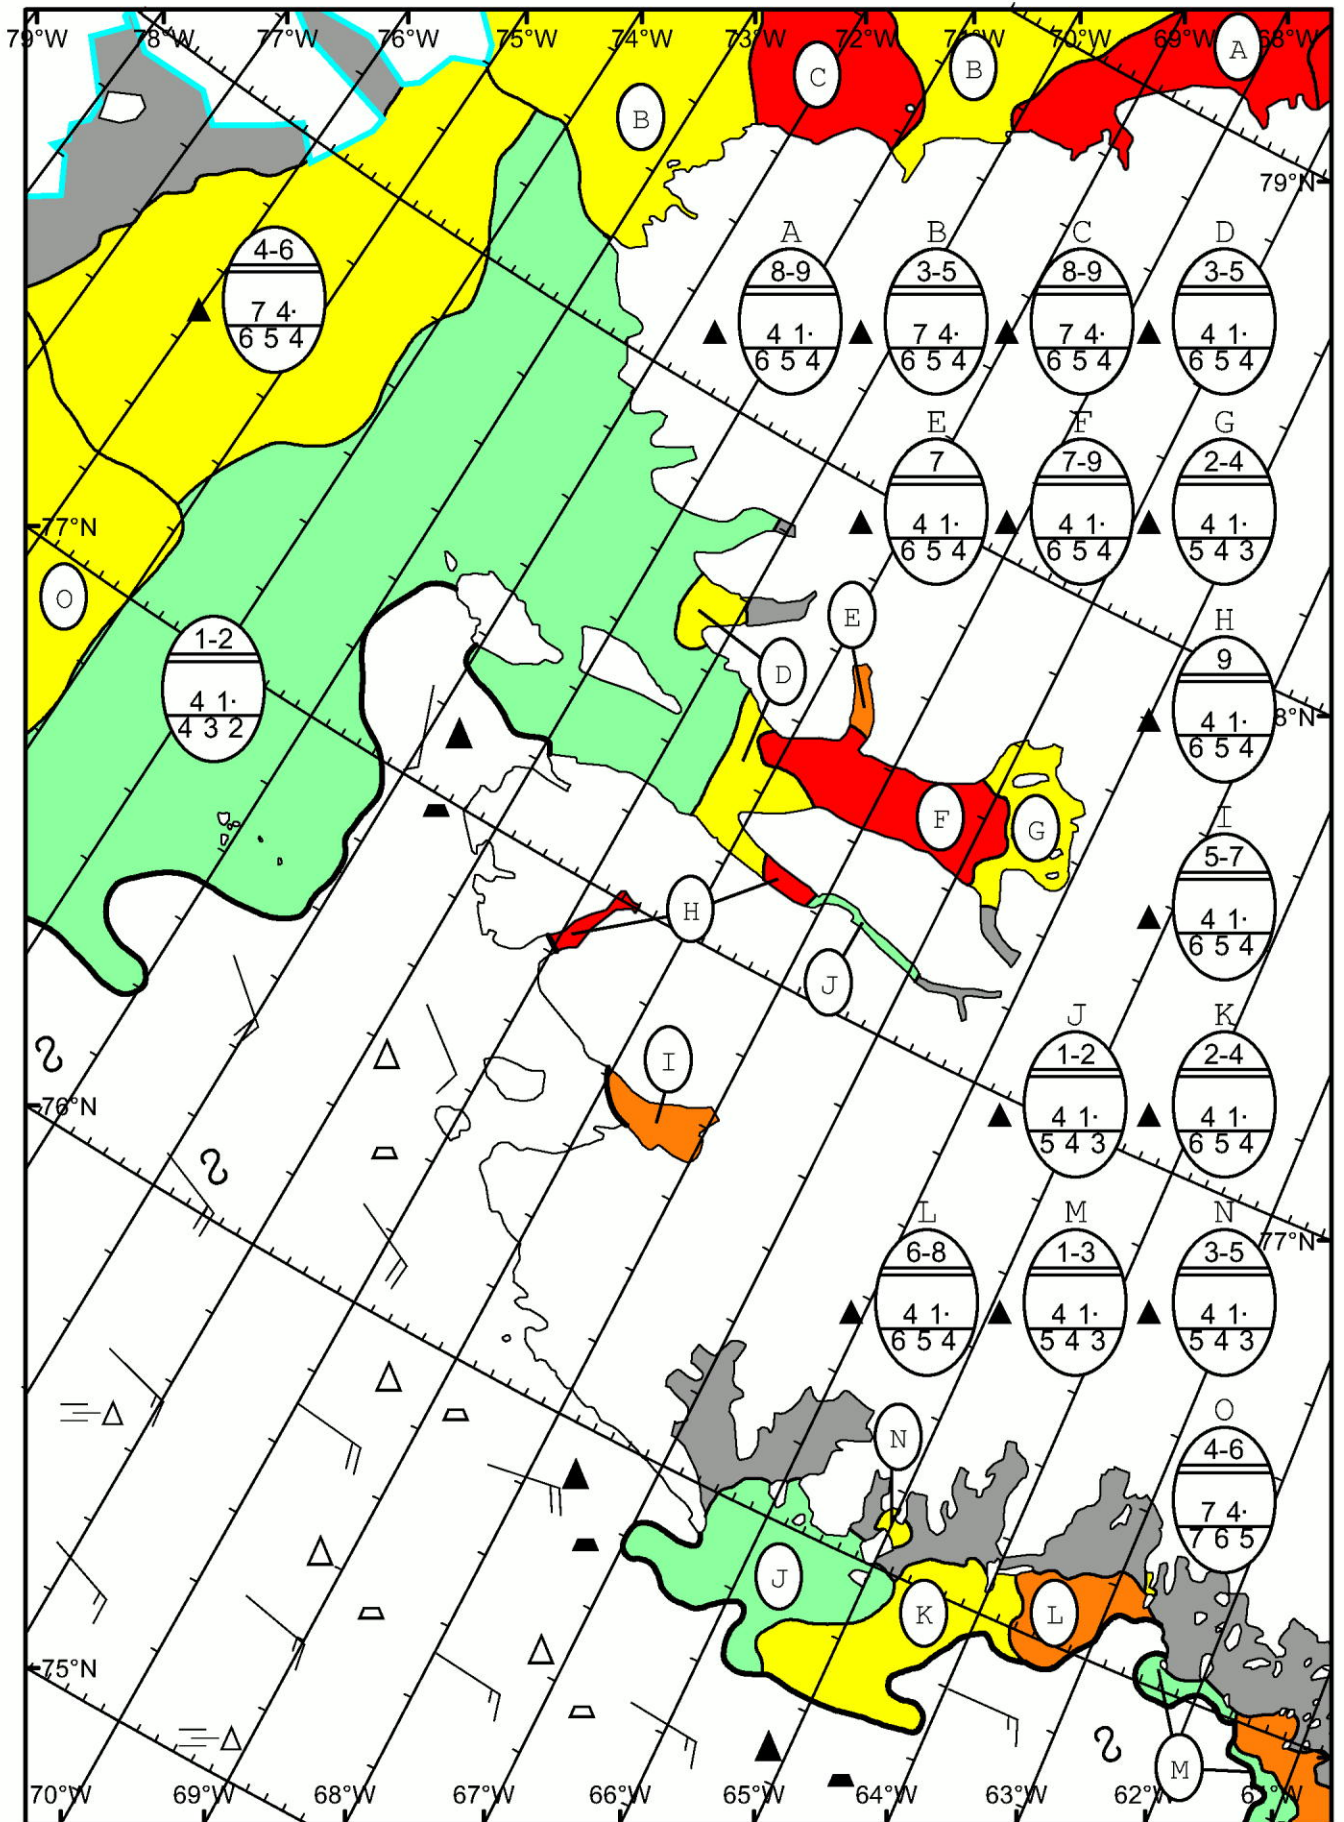 79°W 78°W 77°W 76°W 75°W 74°W 73°W 72°W 71°W 70°W 69°W 68°W
A
C
B
B
79°N
A B C D
4-6
7 4·
6 5 4
8-9 3-5 8-9 3-5
4 1· 7 4· 7 4· 4 1·
6 5 4 6 5 4 6 5 4 6 5 4
E F G
7 7-9 2-4
77°N
4 1· 4 1· 4 1·
6 5 4 6 5 4 5 4 3
O
E
H
1-2
4 1·
4 3 2
D
9
4 1·
6 5 4
8°N
F
G
I
5-7
4 1·
6 5 4
H
J
J K
1-2 2-4
4 1· 4 1·
5 4 3 6 5 4
I
76°N
L M N
77°N
6-8 1-3 3-5
4 1· 4 1· 4 1·
6 5 4 5 4 3 5 4 3
O
4-6
7 4·
7 6 5
N
J
K
L
75°N
M
70°W 69°W 68°W 67°W 66°W 65°W 64°W 63°W 62°W 61°W